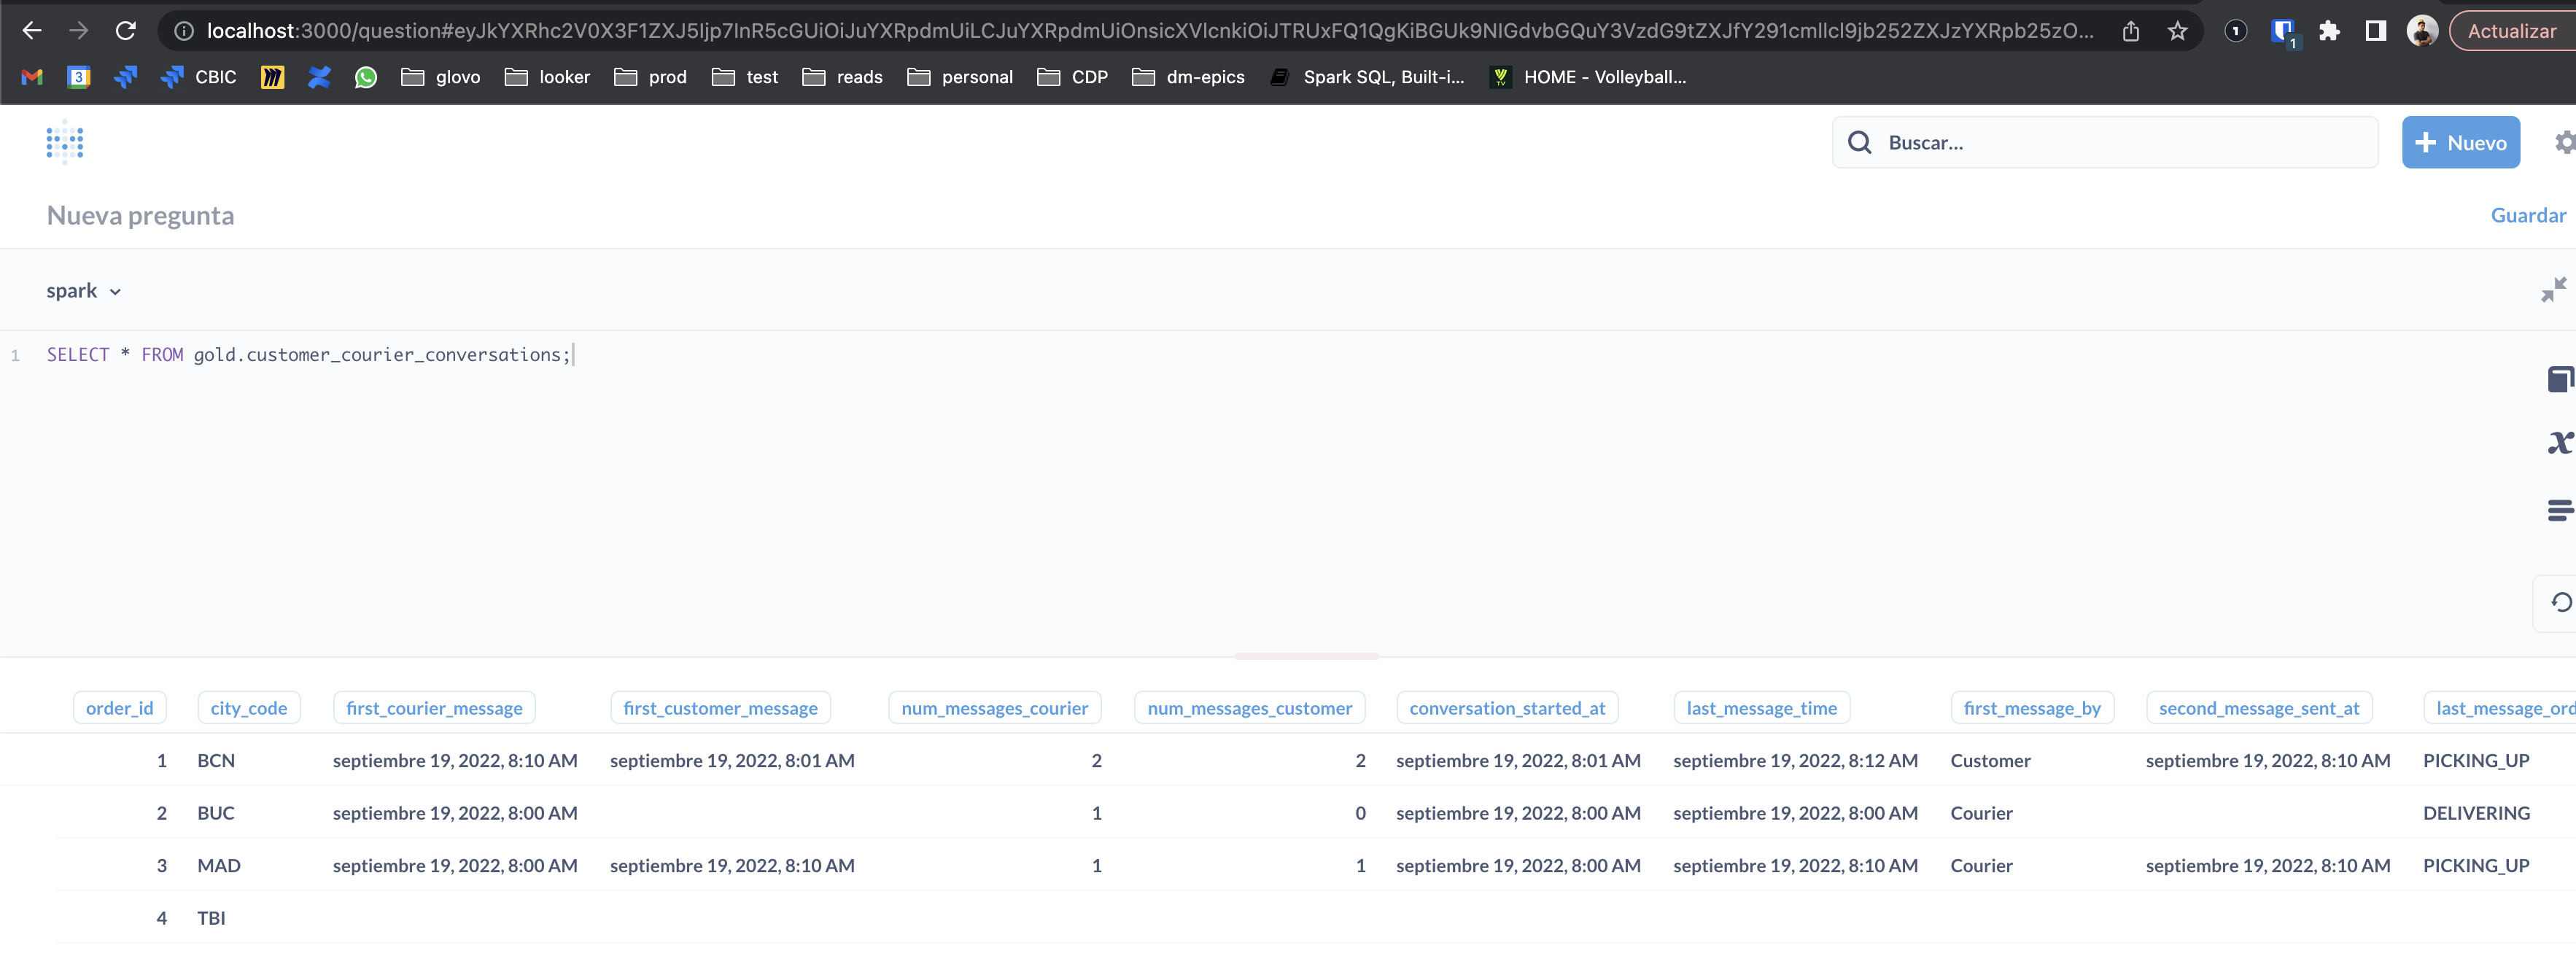 localhost:3000/question#eyJkYXRhc2V0X3F1ZXJ5Ijp7InR5cGUiOiJuYXRpdmUiLCJuYXRpdmUiOnsicXVlcnkiOiJTRUxFQ1QgKiBGUk9NIGdvbGQuY3VzdG9tZXJfY291cmllcl9jb252ZXJzYXRpb25zO... 1 1 Actualizar
3 CBIC glovo looker prod test reads personal CDP dm-epics Spark SQL, Built-i... TV HOME - Volleyball...
Buscar... Nuevo
Nueva pregunta Guardar
spark
1 SELECT * FROM gold.customer_courier_conversations;
x
order_id city_code first_courier_message first_customer_message num_messages_courier num_messages_customer conversation_started_at last_message_time first_message_by second_message_sent_at last_message_ord
1 BCN septiembre 19, 2022, 8:10 AM septiembre 19, 2022, 8:01 AM 2 2 septiembre 19, 2022, 8:01 AM septiembre 19, 2022, 8:12 AM Customer septiembre 19, 2022, 8:10 AM PICKING_UP
2 BUC septiembre 19, 2022, 8:00 AM 1 0 septiembre 19, 2022, 8:00 AM septiembre 19, 2022, 8:00 AM Courier DELIVERING
3 MAD septiembre 19, 2022, 8:00 AM septiembre 19, 2022, 8:10 AM 1 1 septiembre 19, 2022, 8:00 AM septiembre 19, 2022, 8:10 AM Courier septiembre 19, 2022, 8:10 AM PICKING_UP
4 TBI